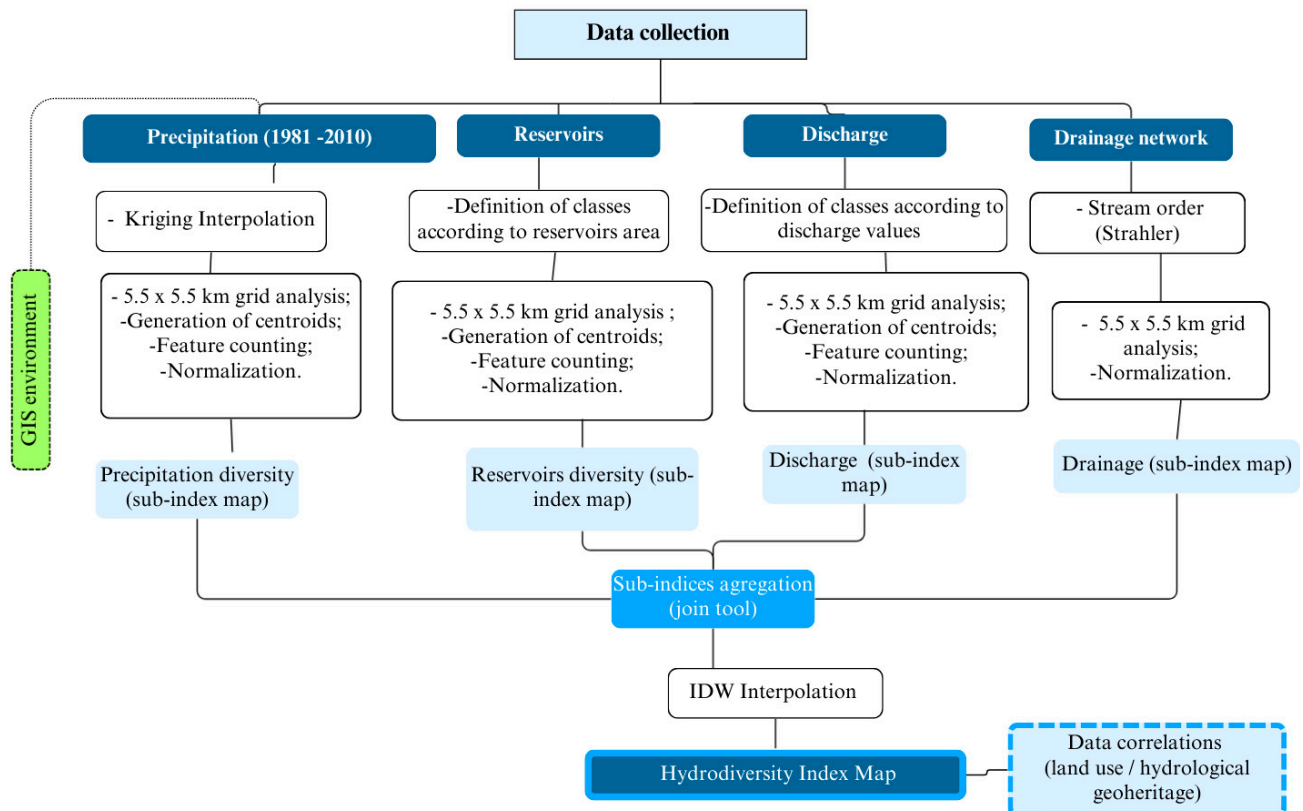 Data collection
Precipitation (1981 -2010)
Reservoirs
Discharge
Drainage network
- Kriging Interpolation
-Definition of classes
according to reservoirs area
-Definition of classes according to
discharge values
- Stream order
(Strahler)
GIS environment
- 5.5 x 5.5 km grid analysis;
-Generation of centroids;
-Feature counting;
-Normalization.
- 5.5 x 5.5 km grid analysis ;
-Generation of centroids;
-Feature counting;
-Normalization.
- 5.5 x 5.5 km grid analysis;
-Generation of centroids;
-Feature counting;
-Normalization.
- 5.5 x 5.5 km grid
analysis;
-Normalization.
Precipitation diversity
(sub-index map)
Reservoirs diversity (sub-
index map)
Discharge (sub-index
map)
Drainage (sub-index map)
Sub-indices agregation
(join tool)
IDW Interpolation
Hydrodiversity Index Map
Data correlations
(land use / hydrological
geoheritage)